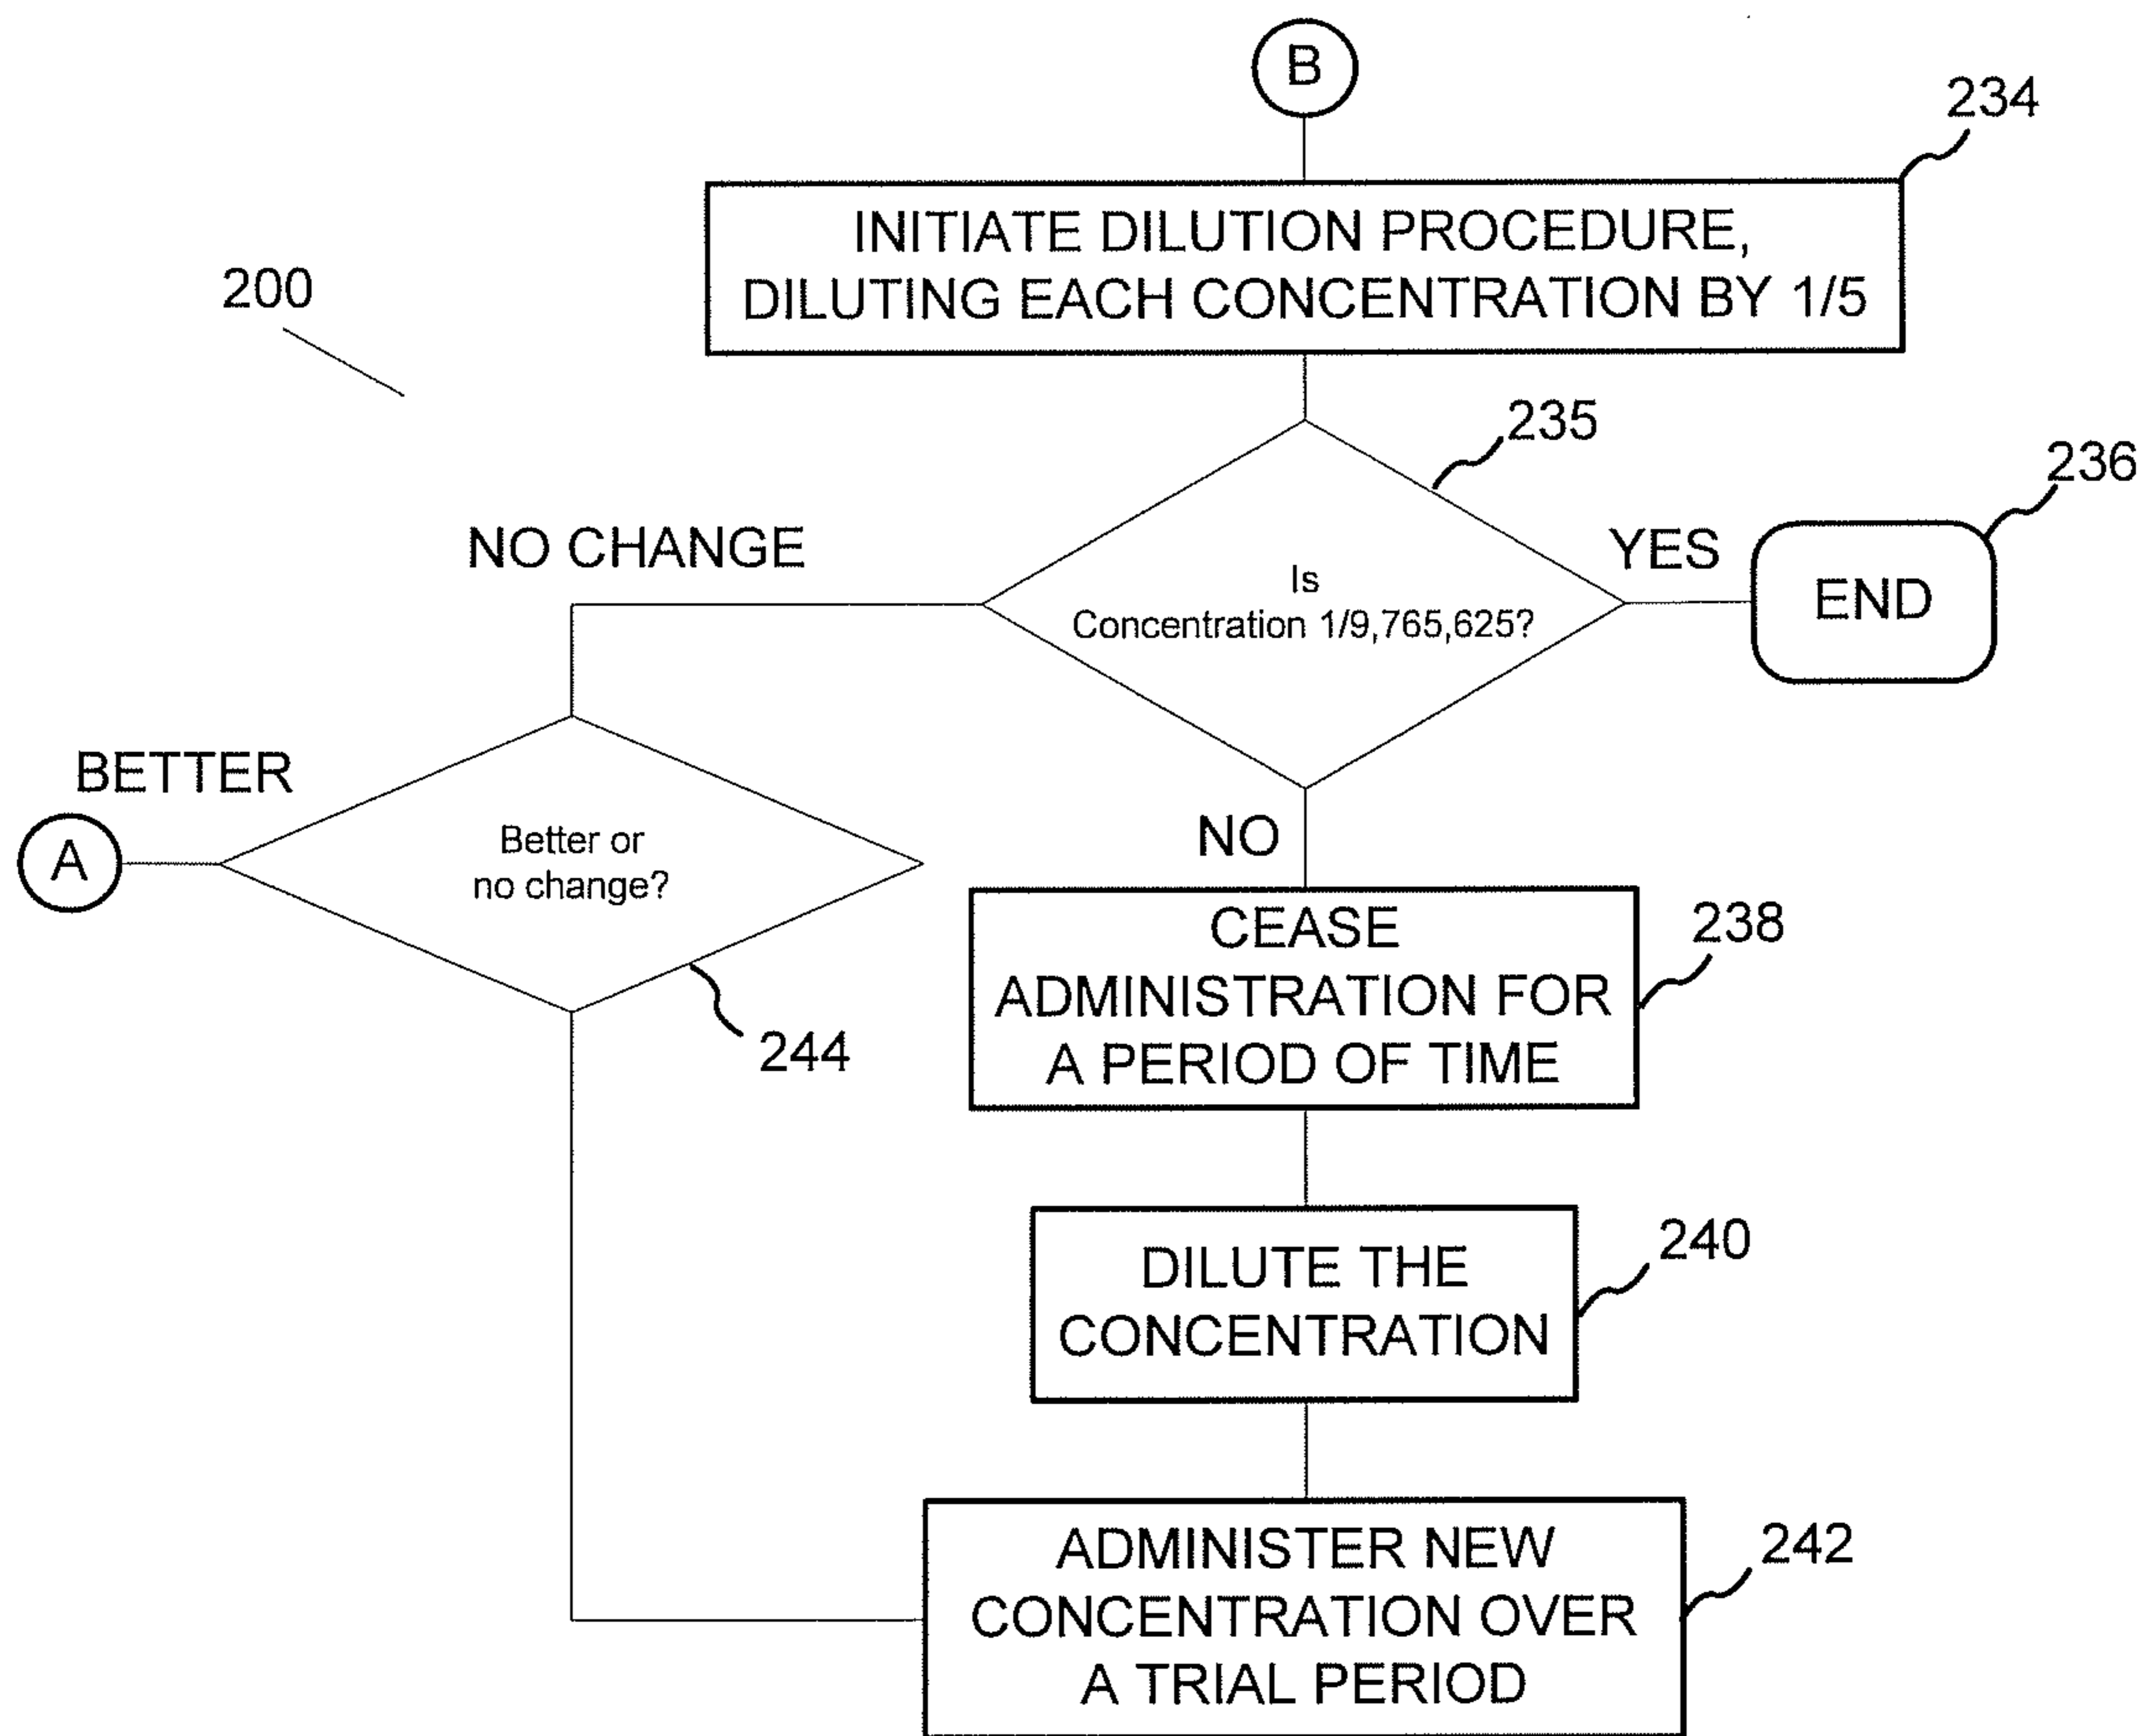 B
234
INITIATE DILUTION PROCEDURE,
DILUTING EACH CONCENTRATION BY 1/5
200
235
236
NO CHANGE
YES
Is
Concentration 1/9,765,625?
END
BETTER
A
Better or
no change?
NO
244
CEASE
ADMINISTRATION FOR
A PERIOD OF TIME
238
DILUTE THE
CONCENTRATION
240
ADMINISTER NEW
CONCENTRATION OVER
A TRIAL PERIOD
242